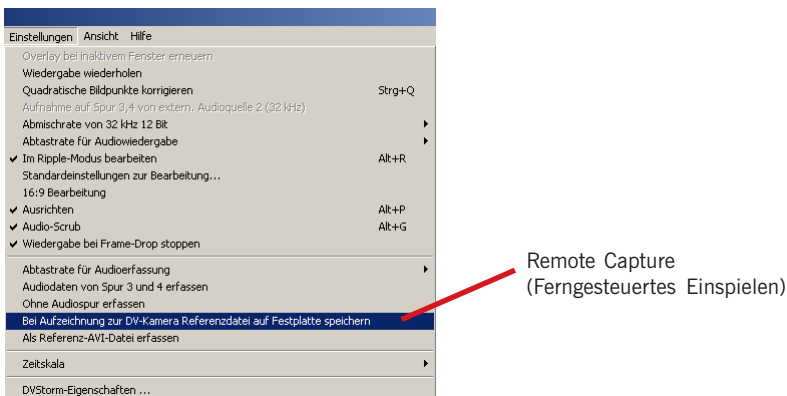 Einstellungen Ansicht Hilfe
Overlay bei inaktivem Fenster erneuern
Wiedergabe wiederholen
Quadratische Bildpunkte korrigieren Strg+Q
Aufnahme auf Spur 3,4 von extern. Audioquelle 2 (32 kHz)
Abmischrate von 32 kHz 12 Bit
Abtastrate für Audiowiedergabe
Im Ripple-Modus bearbeiten Alt+R
Standardeinstellungen zur Bearbeitung...
16:9 Bearbeitung
Ausrichten Alt+P
Audio-Scrub Alt+G
Wiedergabe bei Frame-Drop stoppen
Abtastrate für Audioerfassung
Audiodaten von Spur 3 und 4 erfassen
Ohne Audiospur erfassen
Bei Aufzeichnung zur DV-Kamera Referenzdatei auf Festplatte speichern
Als Referenz-AVI-Datei erfassen
Zeitskala
DVStorm-Eigenschaften ...
Remote Capture
(Ferngesteuertes Einspielen)